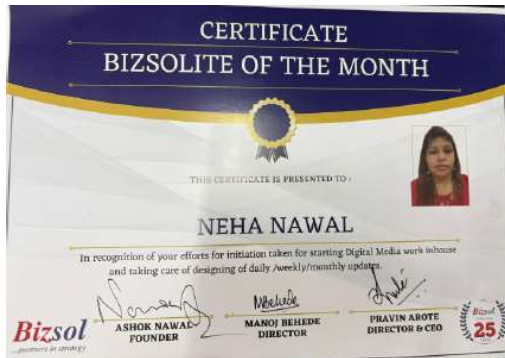 CERTIFICATE
BIZSOLITE OF THE MONTH
THIS CERTIFICATE IS PRESENTED TO :
NEHA NAWAL
In recognition of your efforts for initiation taken for starting Digital Media work inhouse
and taking care of designing of daily /weekly/monthly updates.
ASHOK NAWAL
FOUNDER
MANOJ BEHEDE
DIRECTOR
PRAVIN AROTE
DIRECTOR & CEO
Bizsol
...partners in strategy
Bizsol
25